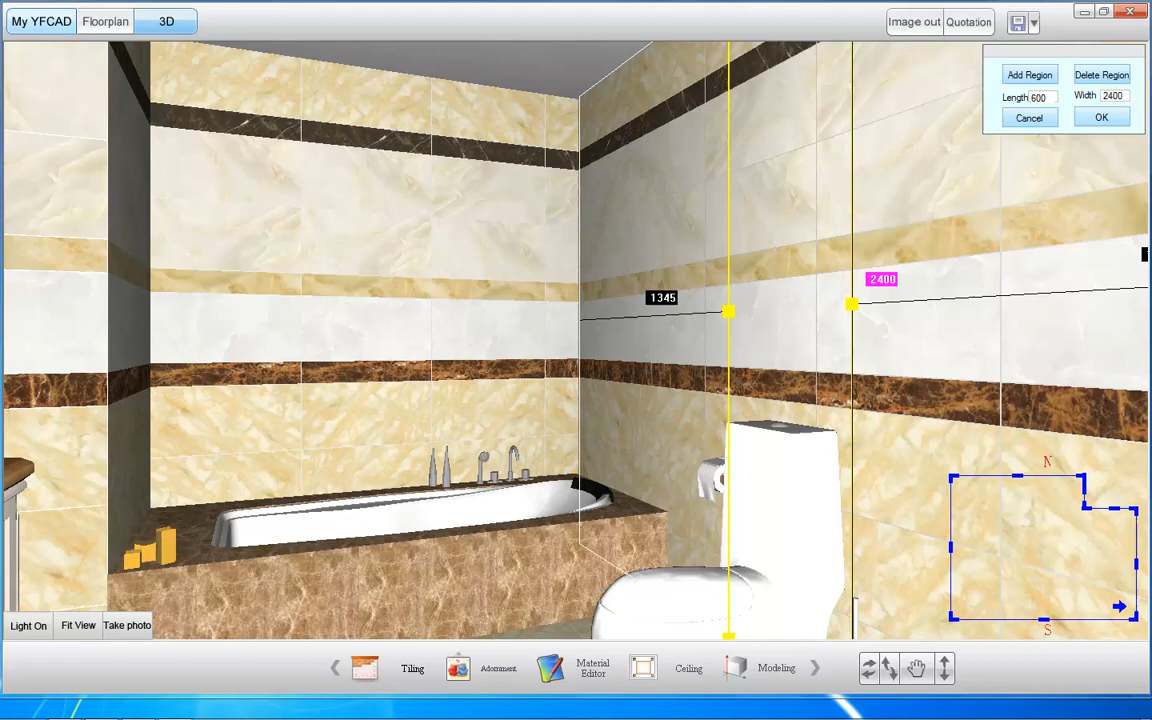 My YFCAD Floorplan 3D Image out Quotation
Add Region Delete Region
Length 600 Width 2400
Cancel OK
2400
1345
N
S
Light On Fit View Take photo
Tiling Adornment Material Editor Ceiling Modeling